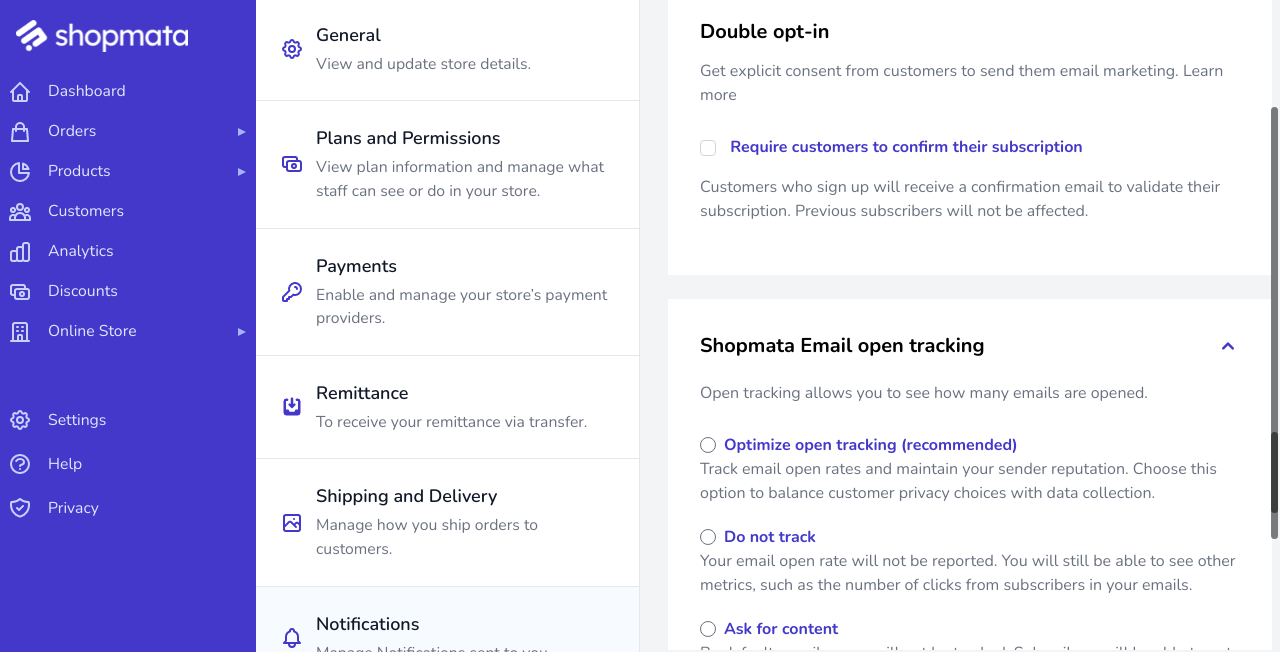 shopmata
Dashboard
Orders
Products
Customers
Analytics
Discounts
Online Store
Settings
Help
Privacy
General
View and update store details.
Plans and Permissions
View plan information and manage what
staff can see or do in your store.
Payments
Enable and manage your store’s payment
providers.
Remittance
To receive your remittance via transfer.
Shipping and Delivery
Manage how you ship orders to
customers.
Notifications
Manage Notifications sent to you
Double opt-in
Get explicit consent from customers to send them email marketing. Learn
more
Require customers to confirm their subscription
Customers who sign up will receive a confirmation email to validate their
subscription. Previous subscribers will not be affected.
Shopmata Email open tracking
Open tracking allows you to see how many emails are opened.
Optimize open tracking (recommended)
Track email open rates and maintain your sender reputation. Choose this
option to balance customer privacy choices with data collection.
Do not track
Your email open rate will not be reported. You will still be able to see other
metrics, such as the number of clicks from subscribers in your emails.
Ask for content